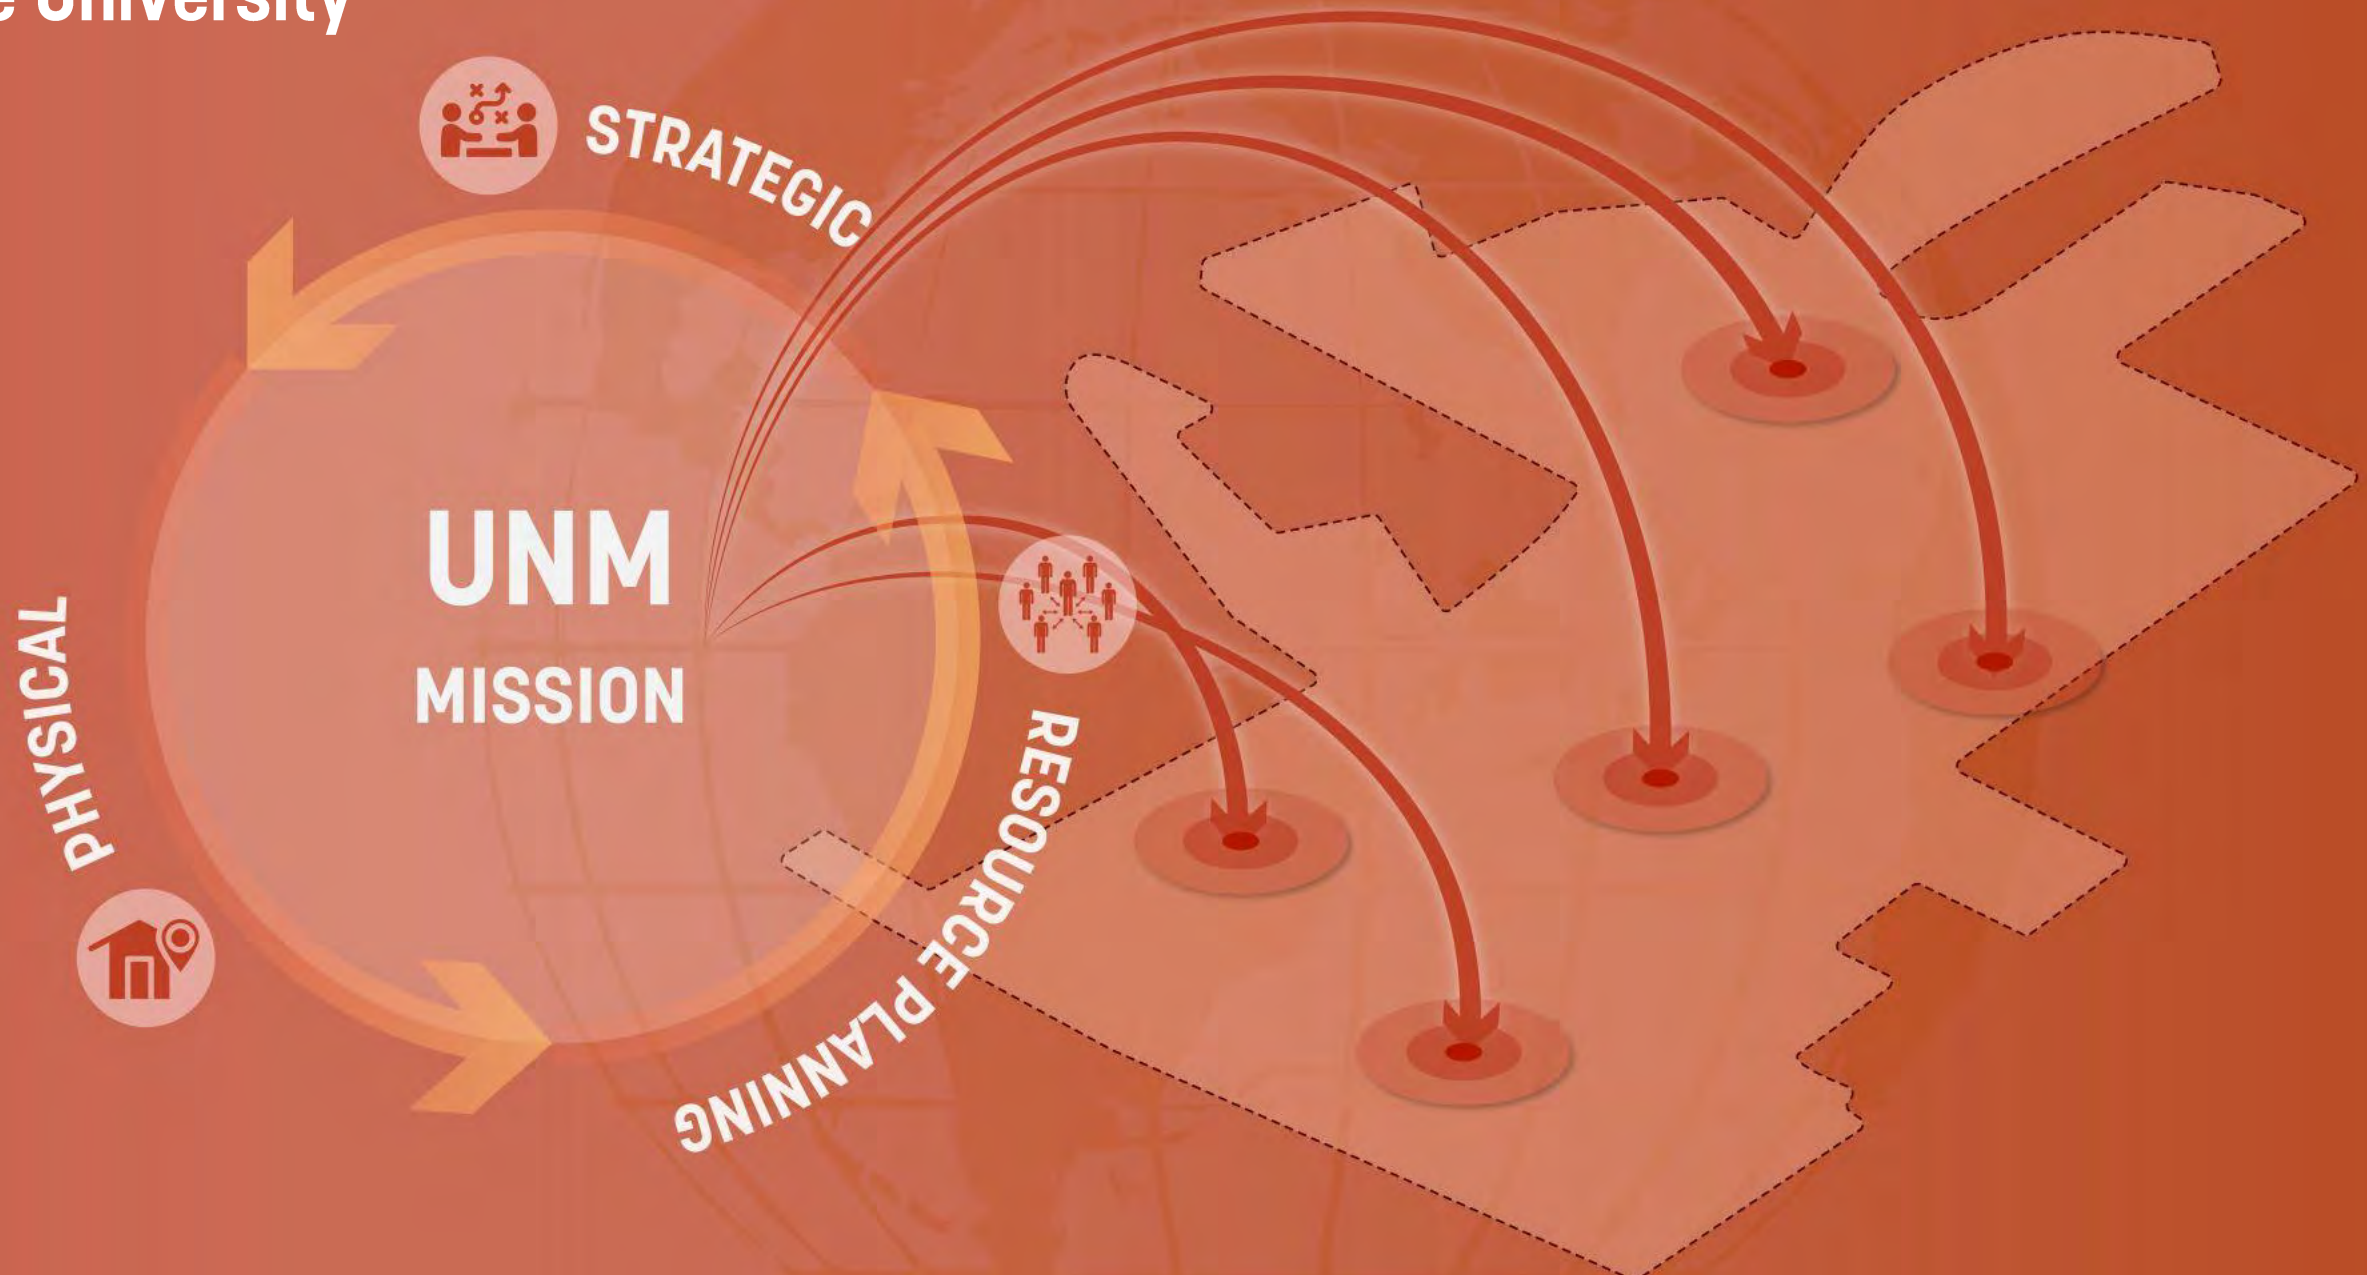 e University
STRATEGIC
UNM
MISSION
PHYSICAL
RESOURCE PLANNING